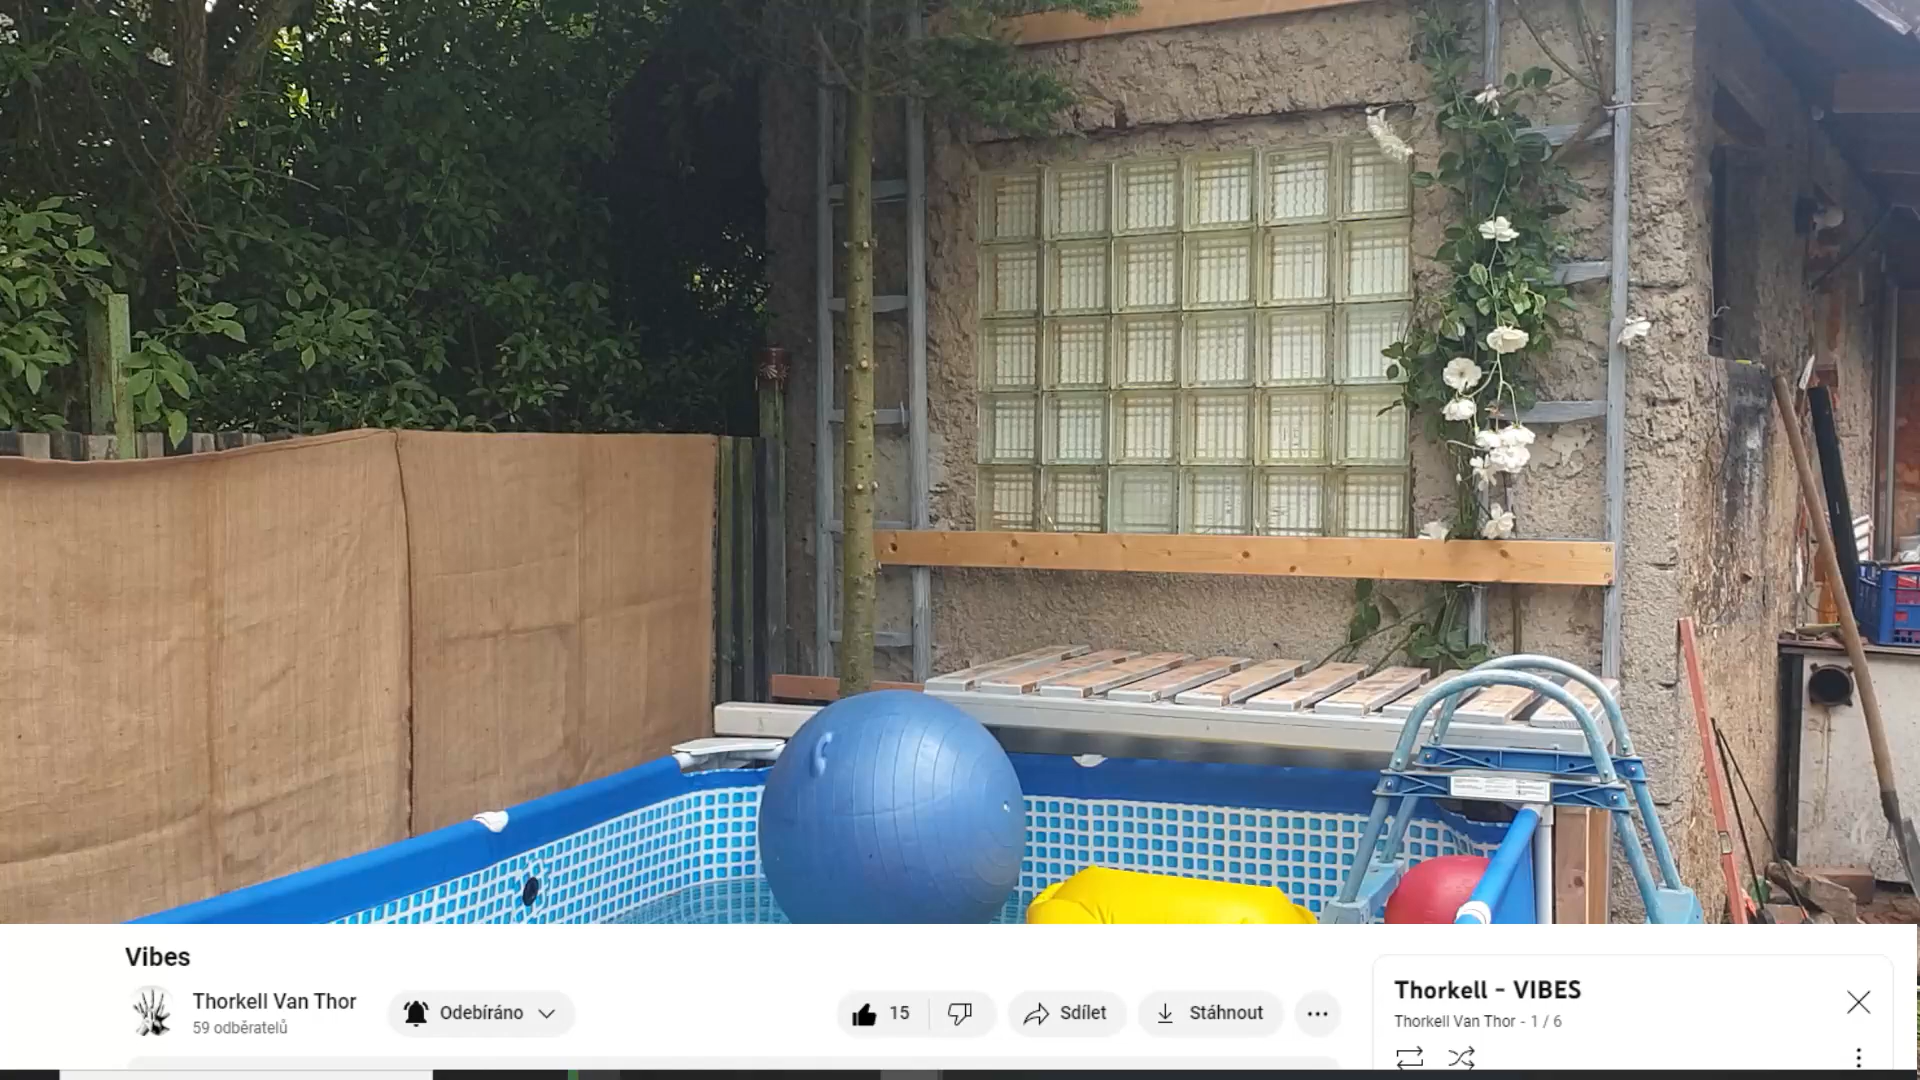 Vibes
Thorkell Van Thor
59 odběratelů
Odebíráno
15
Sdílet
Stáhnout
Thorkell - VIBES
Thorkell Van Thor - 1 / 6